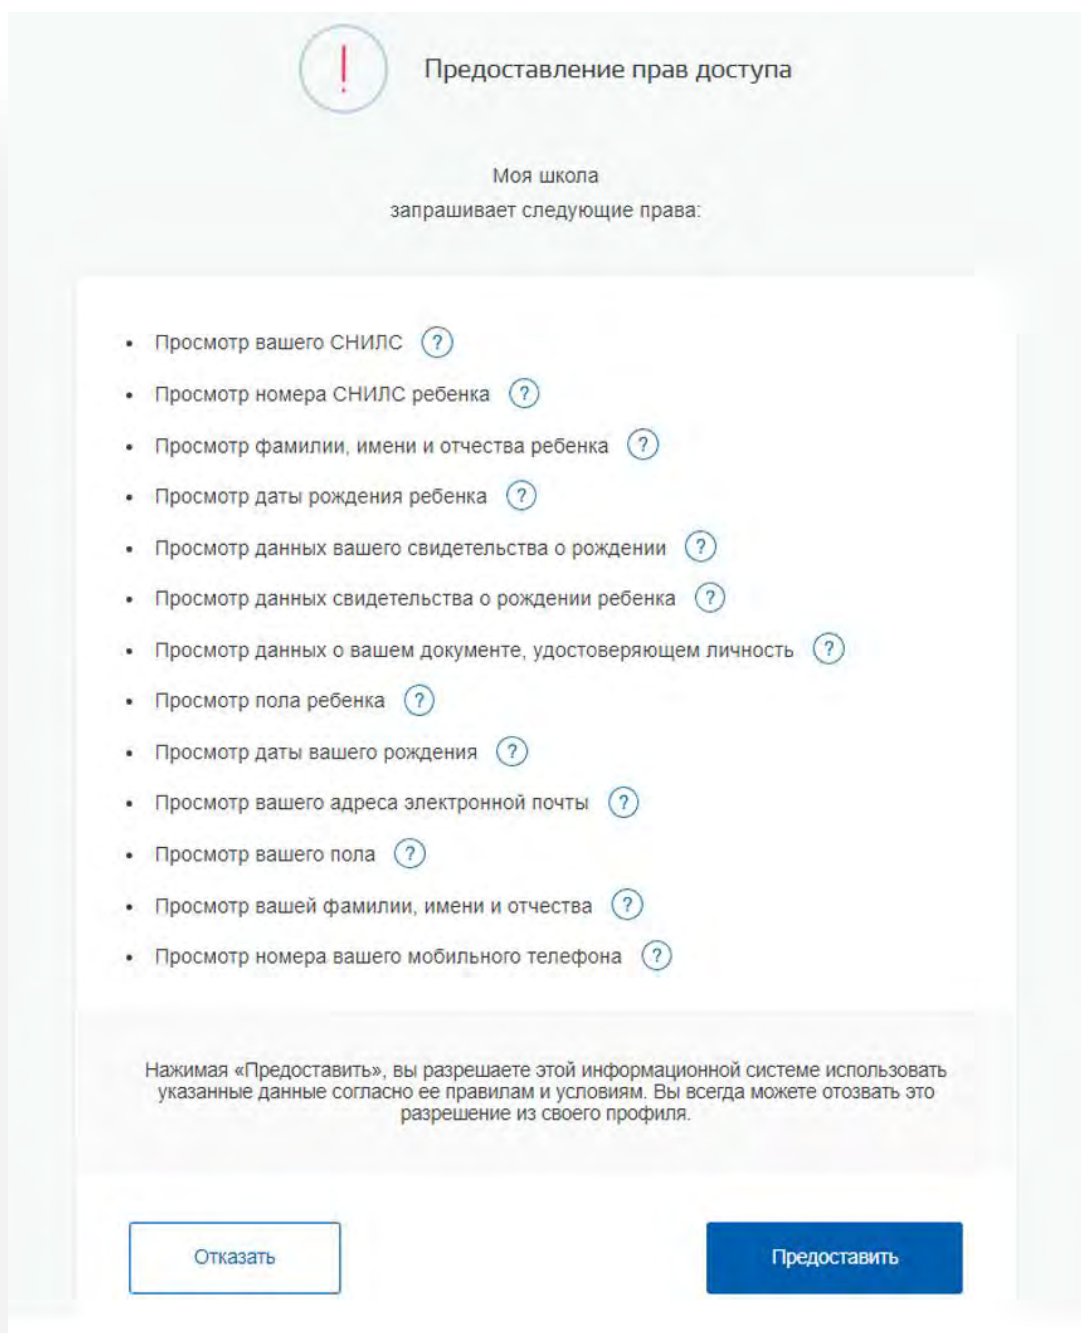 Предоставление прав доступа
Моя школа
запрашивает следующие права:
• Просмотр вашего СНИЛС ?
• Просмотр номера СНИЛС ребенка ?
• Просмотр фамилии, имени и отчества ребенка ?
• Просмотр даты рождения ребенка ?
• Просмотр данных вашего свидетельства о рождении ?
• Просмотр данных свидетельства о рождении ребенка ?
• Просмотр данных о вашем документе, удостоверяющем личность ?
• Просмотр пола ребенка ?
• Просмотр даты вашего рождения ?
• Просмотр вашего адреса электронной почты ?
• Просмотр вашего пола ?
• Просмотр вашей фамилии, имени и отчества ?
• Просмотр номера вашего мобильного телефона ?
Нажимая «Предоставить», вы разрешаете этой информационной системе использовать
указанные данные согласно ее правилам и условиям. Вы всегда можете отозвать это
разрешение из своего профиля.
Отказать
Предоставить